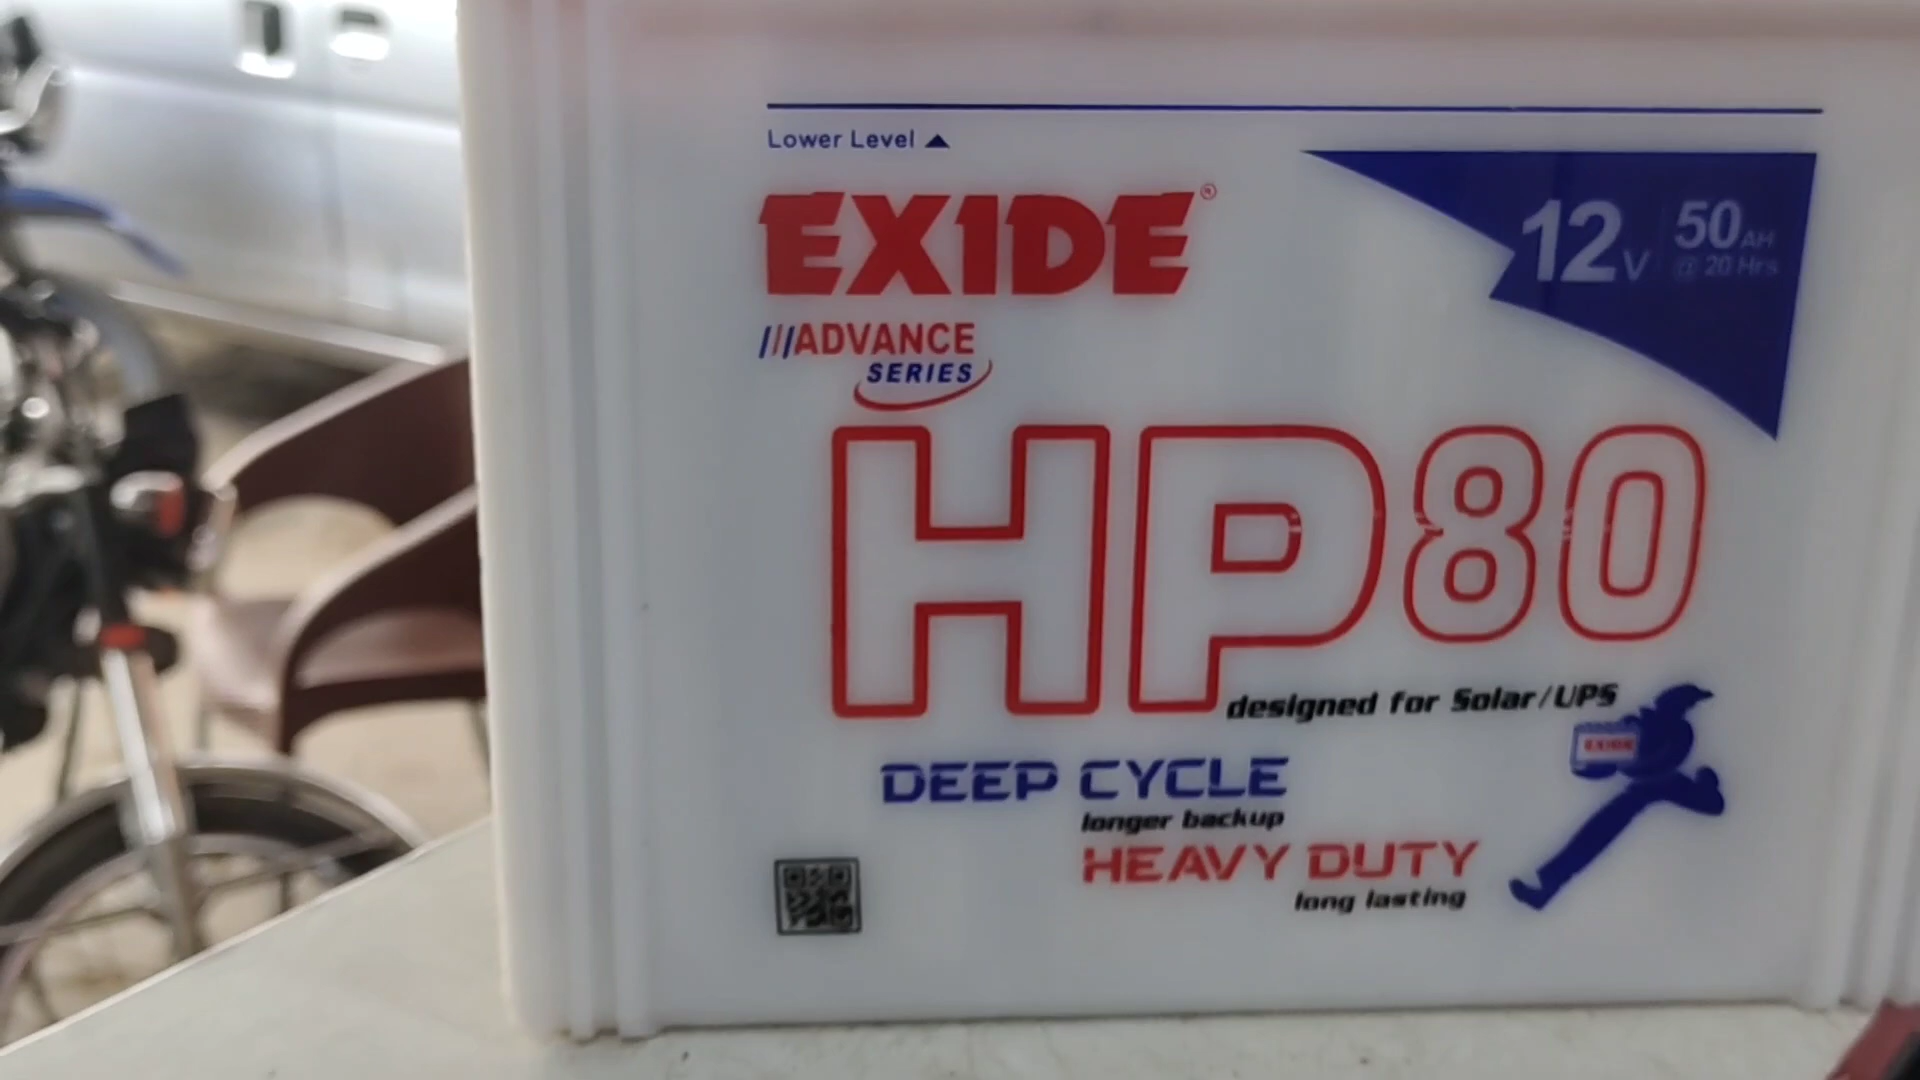 Lower Level ▲
EXIDE®
12V 50AH
@ 20 Hrs
///ADVANCE
SERIES
HP80
designed for Solar/UPS
EXIDE
DEEP CYCLE
longer backup
HEAVY DUTY
long lasting